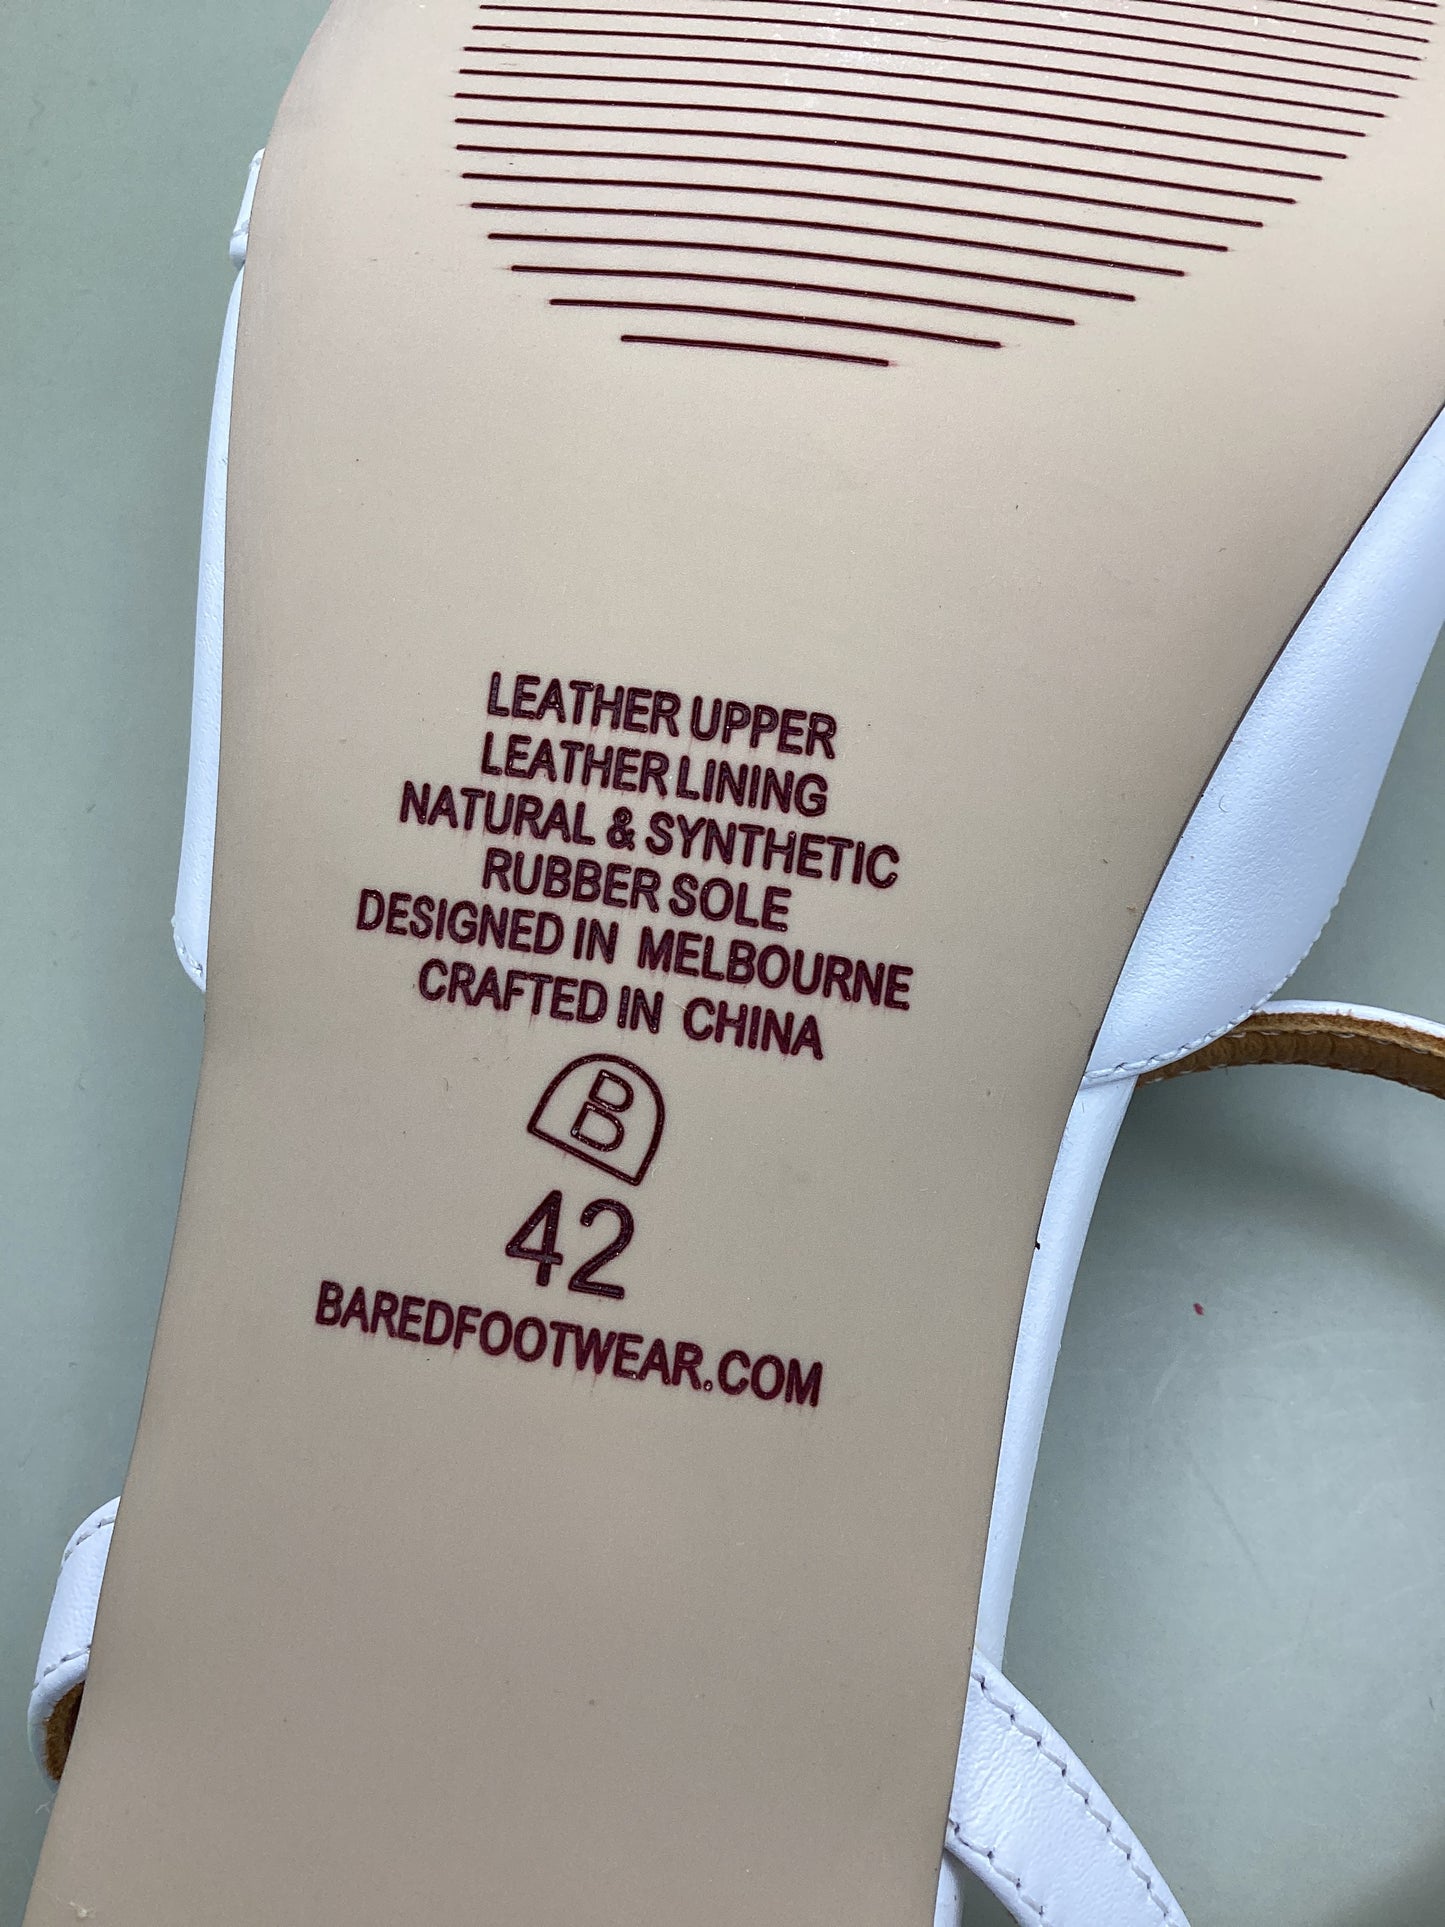 LEATHER UPPER
LEATHER LINING
NATURAL & SYNTHETIC
RUBBER SOLE
DESIGNED IN MELBOURNE
CRAFTED IN CHINA
B
42
BAREDFOOTWEAR.COM